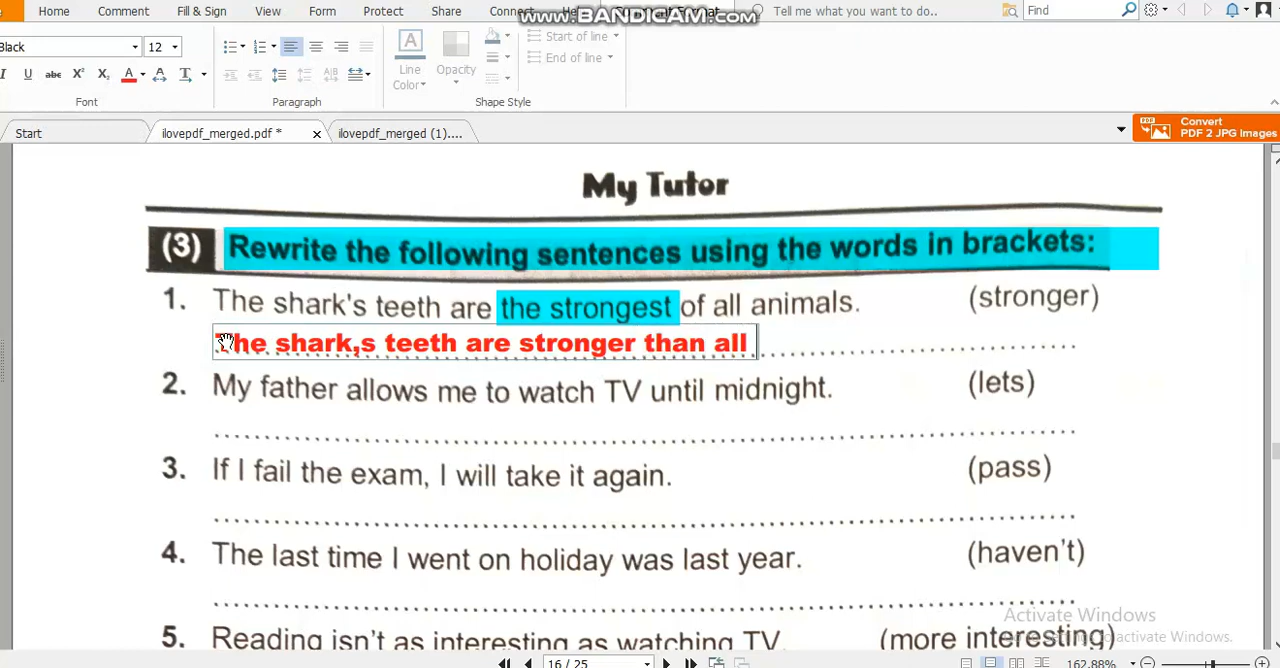 Home Comment Fill & Sign View Form Protect Share Connect
www.BANDICAM.com
Tell me what you want to do..
Find
Black 12
Start of line
End of line
Line Color
Opacity
Font Paragraph Shape Style
Start ilovepdf_merged.pdf * ilovepdf_merged (1)....
Convert
PDF 2 JPG Images
My Tutor
(3) Rewrite the following sentences using the words in brackets:
1. The shark's teeth are the strongest of all animals. (stronger)
The shark,s teeth are stronger than all
2. My father allows me to watch TV until midnight. (lets)
3. If I fail the exam, I will take it again. (pass)
4. The last time I went on holiday was last year. (haven't)
Activate Windows
5. Reading isn't as interesting as watching TV. (more interesting)
16 / 25
162.88%